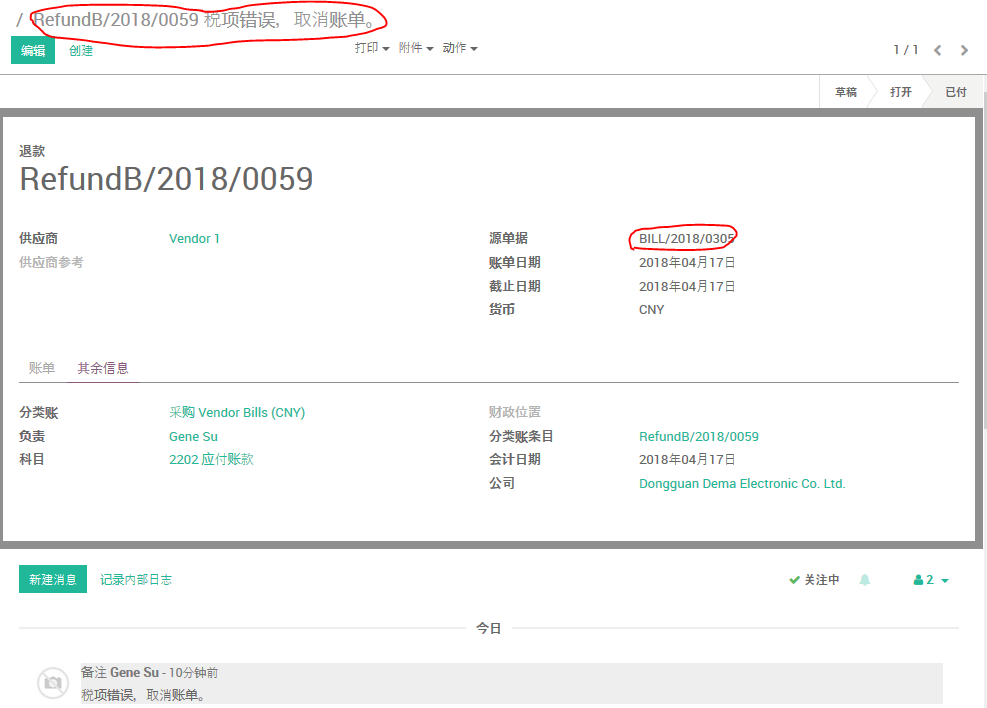 / RefundB/2018/0059 税项错误，取消账单。
编辑 创建 打印 附件 动作 1 / 1
草稿 打开 已付
退款
RefundB/2018/0059
供应商 Vendor 1 源单据 BILL/2018/0305
供应商参考 账单日期 2018年04月17日
截止日期 2018年04月17日
货币 CNY
账单 其余信息
分类账 采购 Vendor Bills (CNY) 财政位置
负责 Gene Su 分类账条目 RefundB/2018/0059
科目 2202 应付账款 会计日期 2018年04月17日
公司 Dongguan Dema Electronic Co. Ltd.
新建消息 记录内部日志 关注中 2
今日
备注 Gene Su - 10分钟前
税项错误，取消账单。